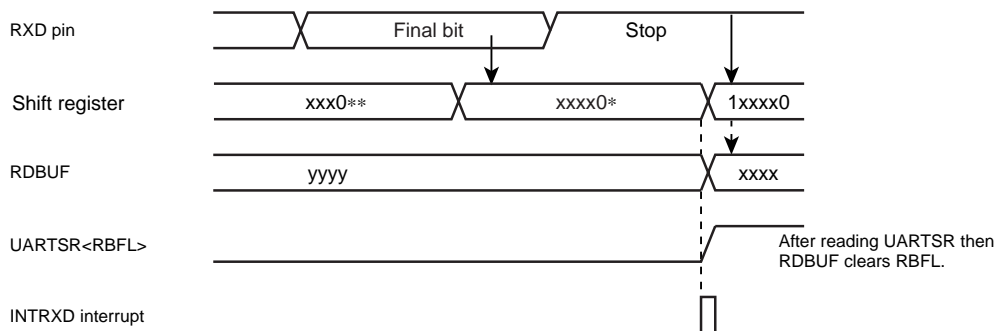 RXD pin
Final bit
Stop
Shift register
xxx0**
xxxx0*
1xxxx0
RDBUF
yyyy
xxxx
UARTSR<RBFL>
After reading UARTSR then
RDBUF clears RBFL.
INTRXD interrupt